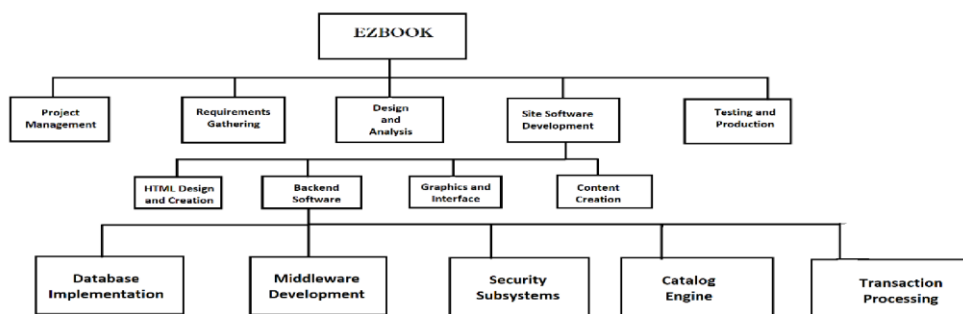 EZBOOK
Project
Management
Requirements
Gathering
Design
and
Analysis
Site Software
Development
Testing and
Production
HTML Design
and Creation
Backend
Software
Graphics and
Interface
Content
Creation
Database
Implementation
Middleware
Development
Security
Subsystems
Catalog
Engine
Transaction
Processing